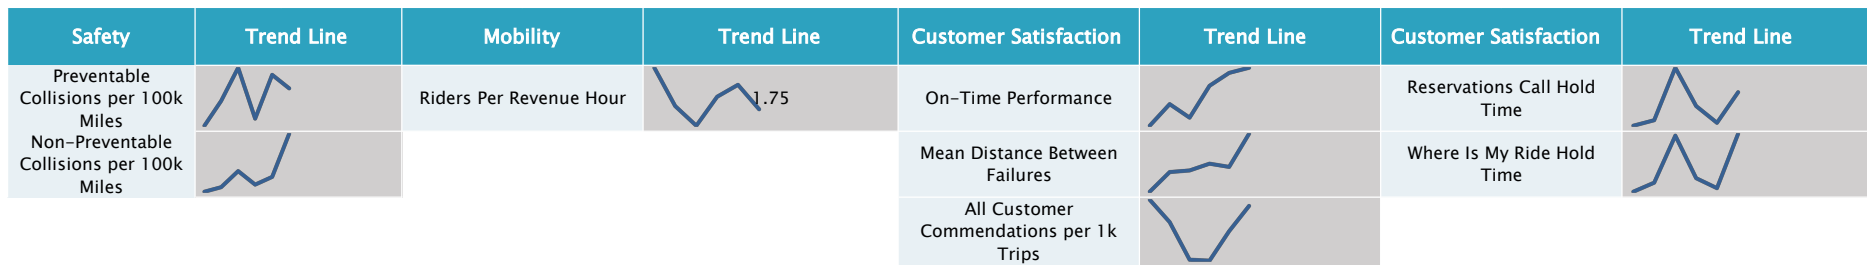 Safety
Trend Line
Mobility
Trend Line
Customer Satisfaction
Trend Line
Customer Satisfaction
Trend Line
Preventable
Collisions per 100k
Miles
Riders Per Revenue Hour
1.75
On-Time Performance
Reservations Call Hold
Time
Non-Preventable
Collisions per 100k
Miles
Mean Distance Between
Failures
Where Is My Ride Hold
Time
All Customer
Commendations per 1k
Trips